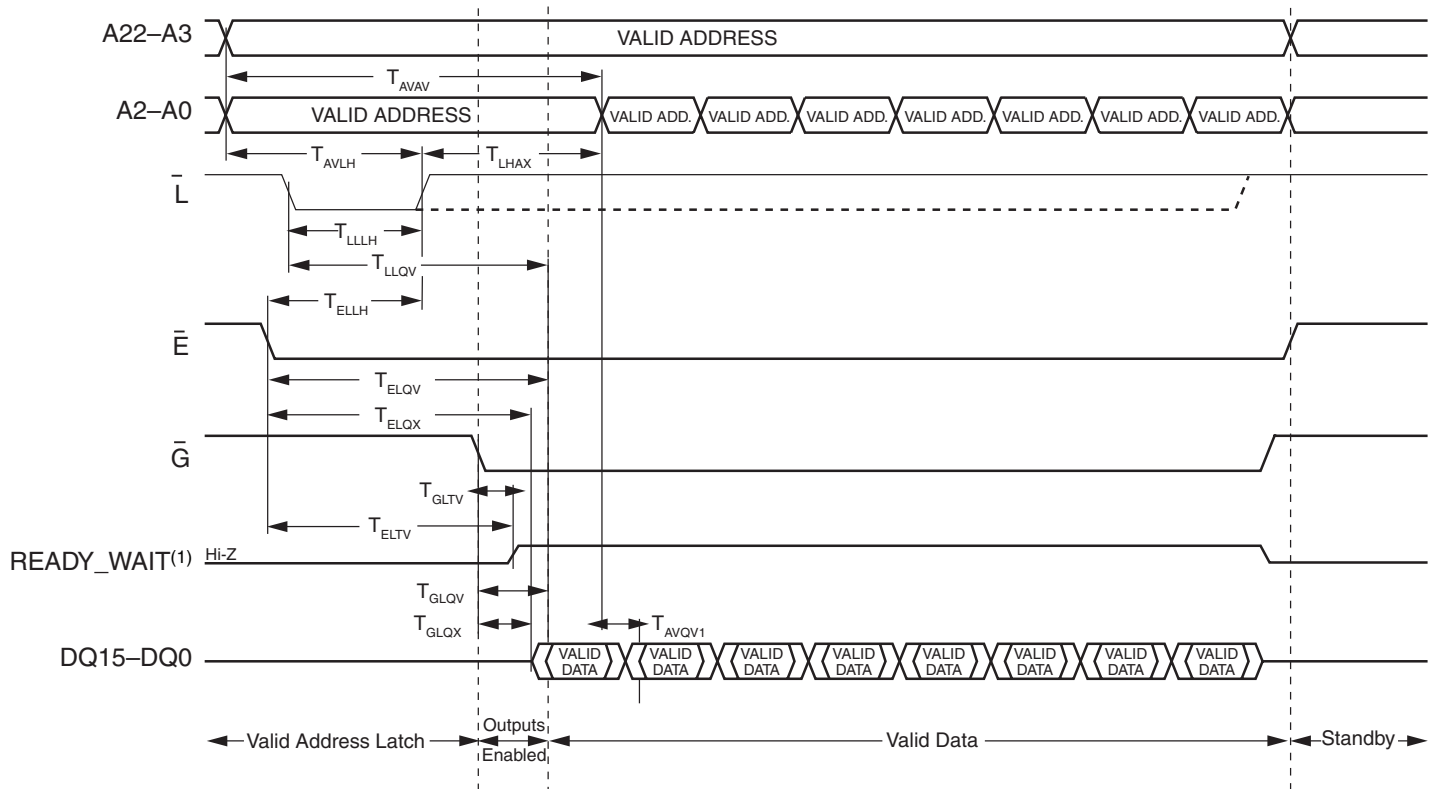 A22–A3
VALID ADDRESS
TAVAV
A2–A0
VALID ADDRESS
VALID ADD.
VALID ADD.
VALID ADD.
VALID ADD.
VALID ADD.
VALID ADD.
VALID ADD.
TAVLH
TLHAX
L̅
TLLLH
TLLQV
TELLH
E̅
TELQV
TELQX
G̅
TGLTV
TELTV
READY_WAIT(1)
Hi-Z
TGLQV
TGLQX
TAVQV1
DQ15–DQ0
VALID
DATA
VALID
DATA
VALID
DATA
VALID
DATA
VALID
DATA
VALID
DATA
VALID
DATA
VALID
DATA
Valid Address Latch
Outputs
Enabled
Valid Data
Standby